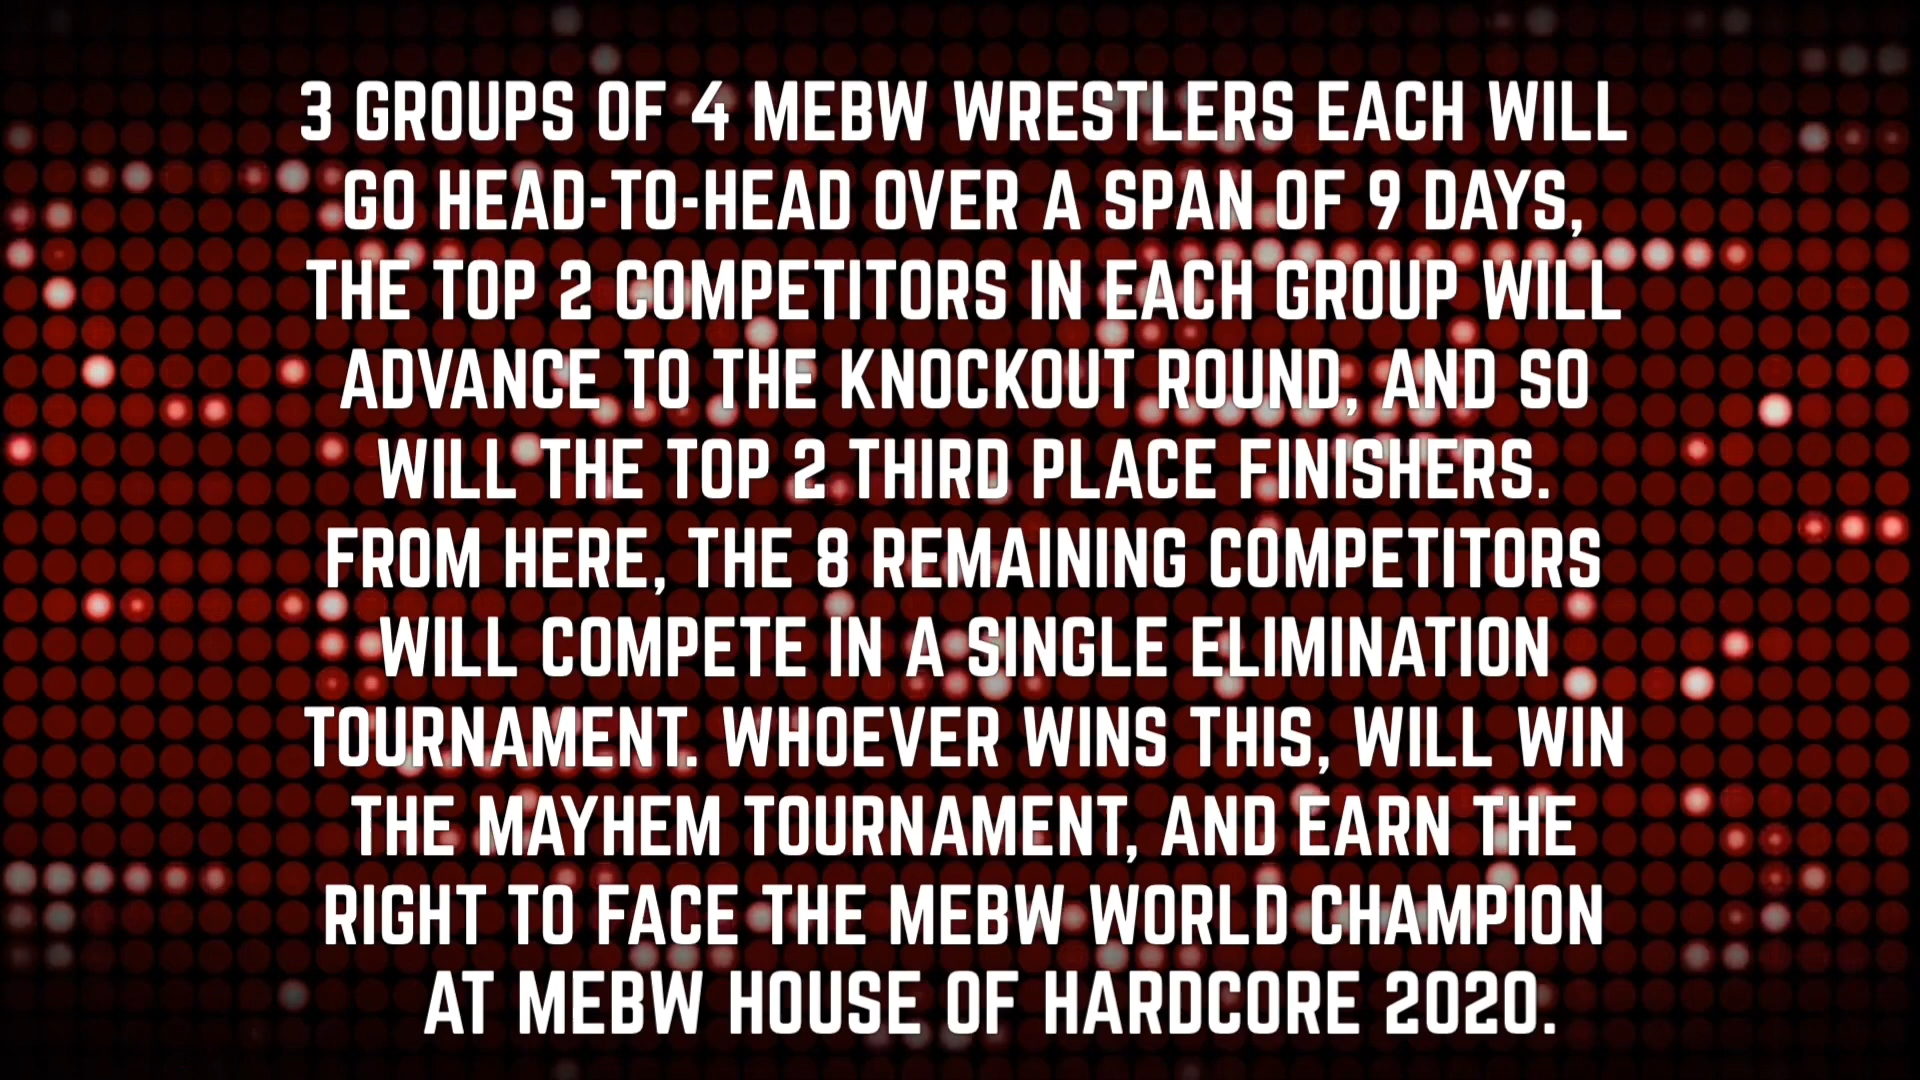 3 GROUPS OF 4 MEBW WRESTLERS EACH WILL
GO HEAD-TO-HEAD OVER A SPAN OF 9 DAYS,
THE TOP 2 COMPETITORS IN EACH GROUP WILL
ADVANCE TO THE KNOCKOUT ROUND, AND SO
WILL THE TOP 2 THIRD PLACE FINISHERS.
FROM HERE, THE 8 REMAINING COMPETITORS
WILL COMPETE IN A SINGLE ELIMINATION
TOURNAMENT. WHOEVER WINS THIS, WILL WIN
THE MAYHEM TOURNAMENT, AND EARN THE
RIGHT TO FACE THE MEBW WORLD CHAMPION
AT MEBW HOUSE OF HARDCORE 2020.